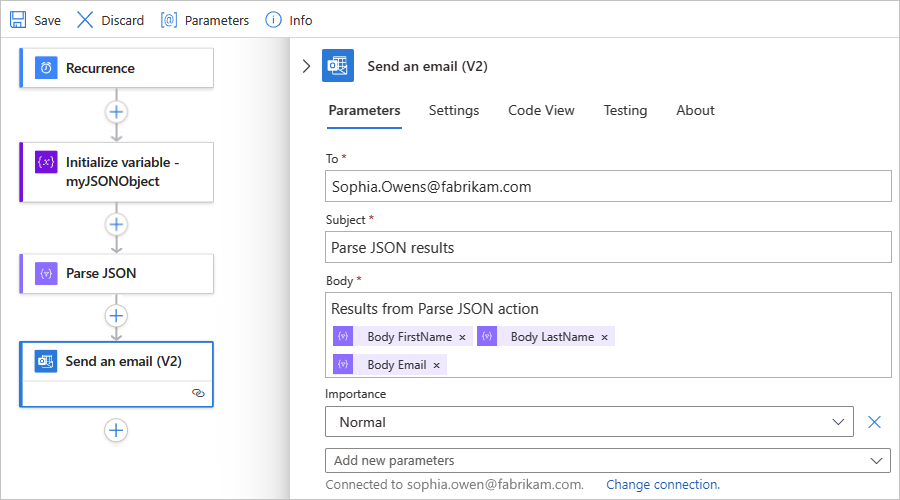 Save Discard Parameters Info
Recurrence
Initialize variable -
myJSONObject
Parse JSON
Send an email (V2)
Send an email (V2)
Parameters Settings Code View Testing About
To *
Sophia.Owens@fabrikam.com
Subject *
Parse JSON results
Body *
Results from Parse JSON action
Body FirstName × Body LastName ×
Body Email ×
Importance
Normal
Add new parameters
Connected to sophia.owen@fabrikam.com. Change connection.